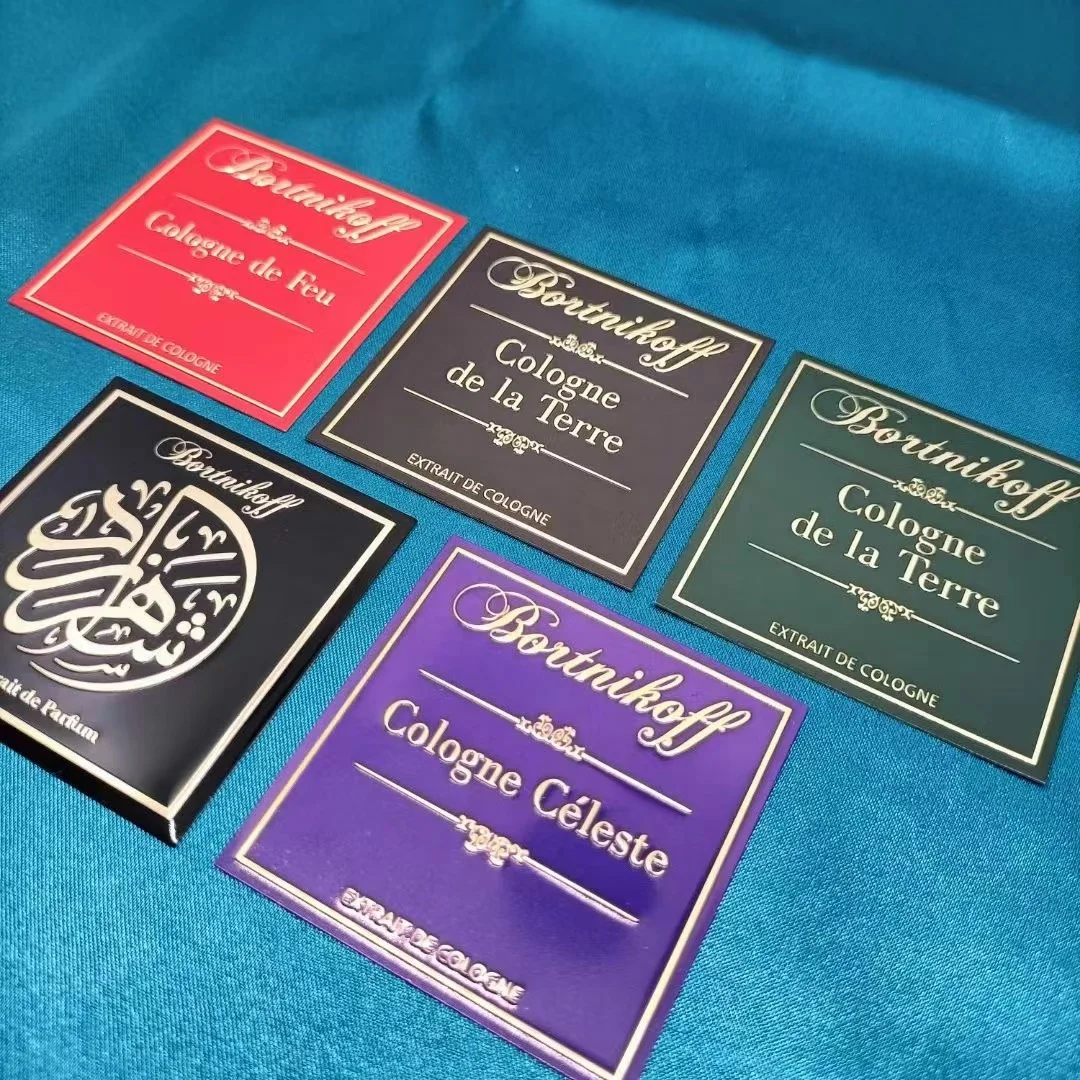 Bortnikoff
Cologne de Feu
EXTRAIT DE COLOGNE
Bortnikoff
Cologne
de la Terre
EXTRAIT DE COLOGNE
Bortnikoff
Cologne
de la Terre
EXTRAIT DE COLOGNE
Bortnikoff
de Parfum
Bortnikoff
Cologne Céleste
EXTRAIT DE COLOGNE